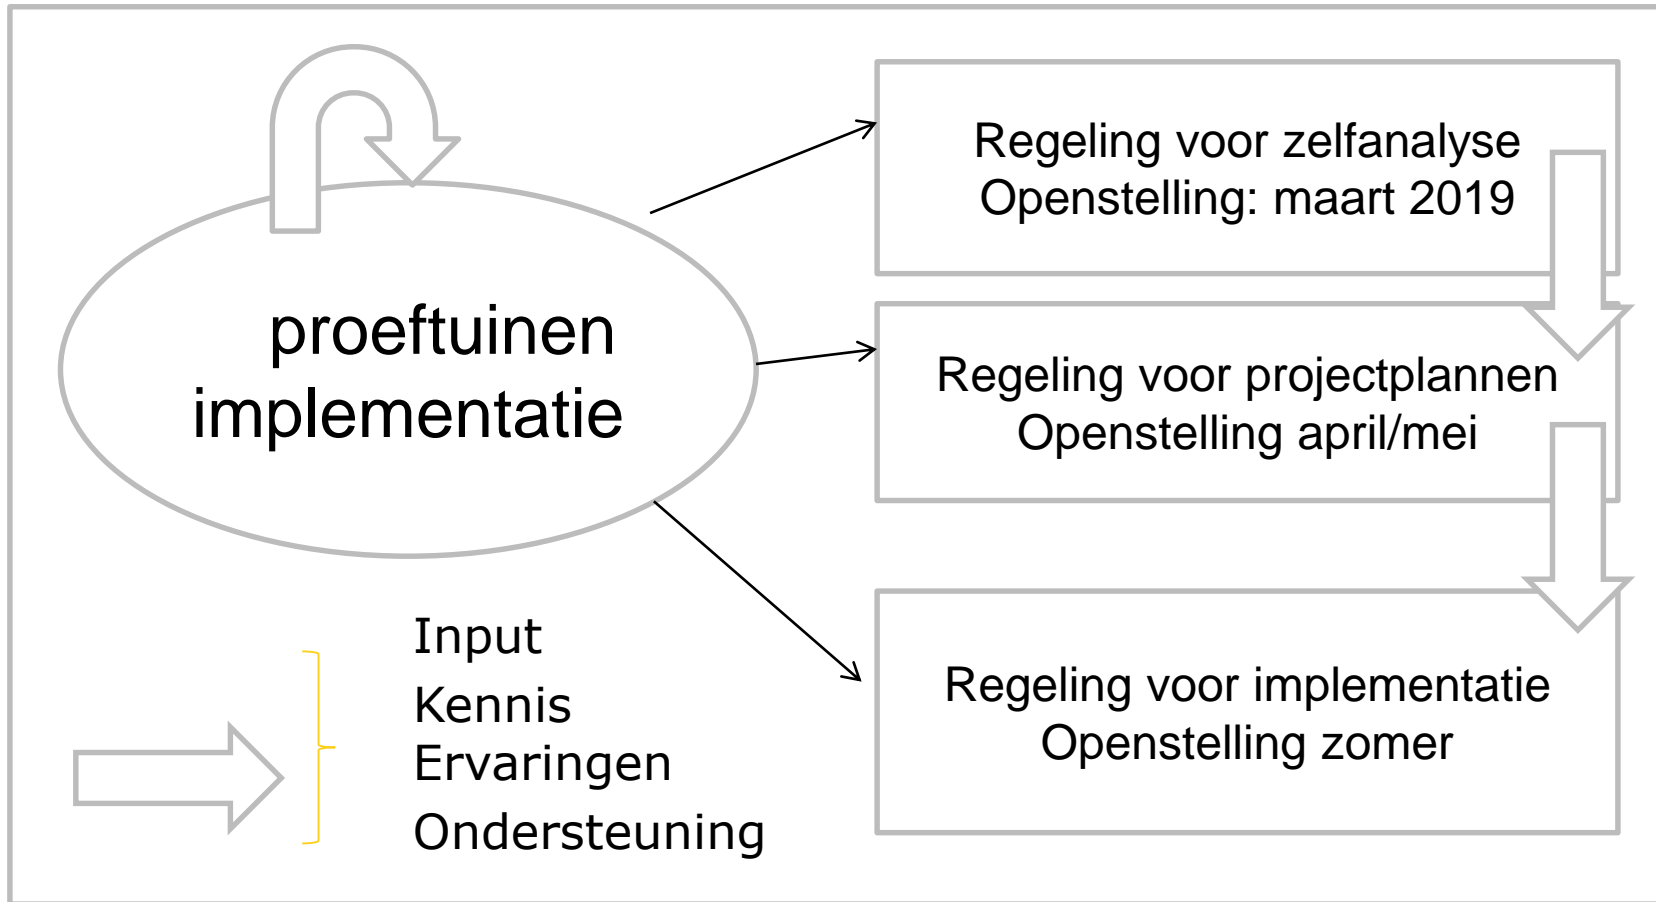 proeftuinen
implementatie
Regeling voor zelfanalyse
Openstelling: maart 2019
Regeling voor projectplannen
Openstelling april/mei
Regeling voor implementatie
Openstelling zomer
Input
Kennis
Ervaringen
Ondersteuning